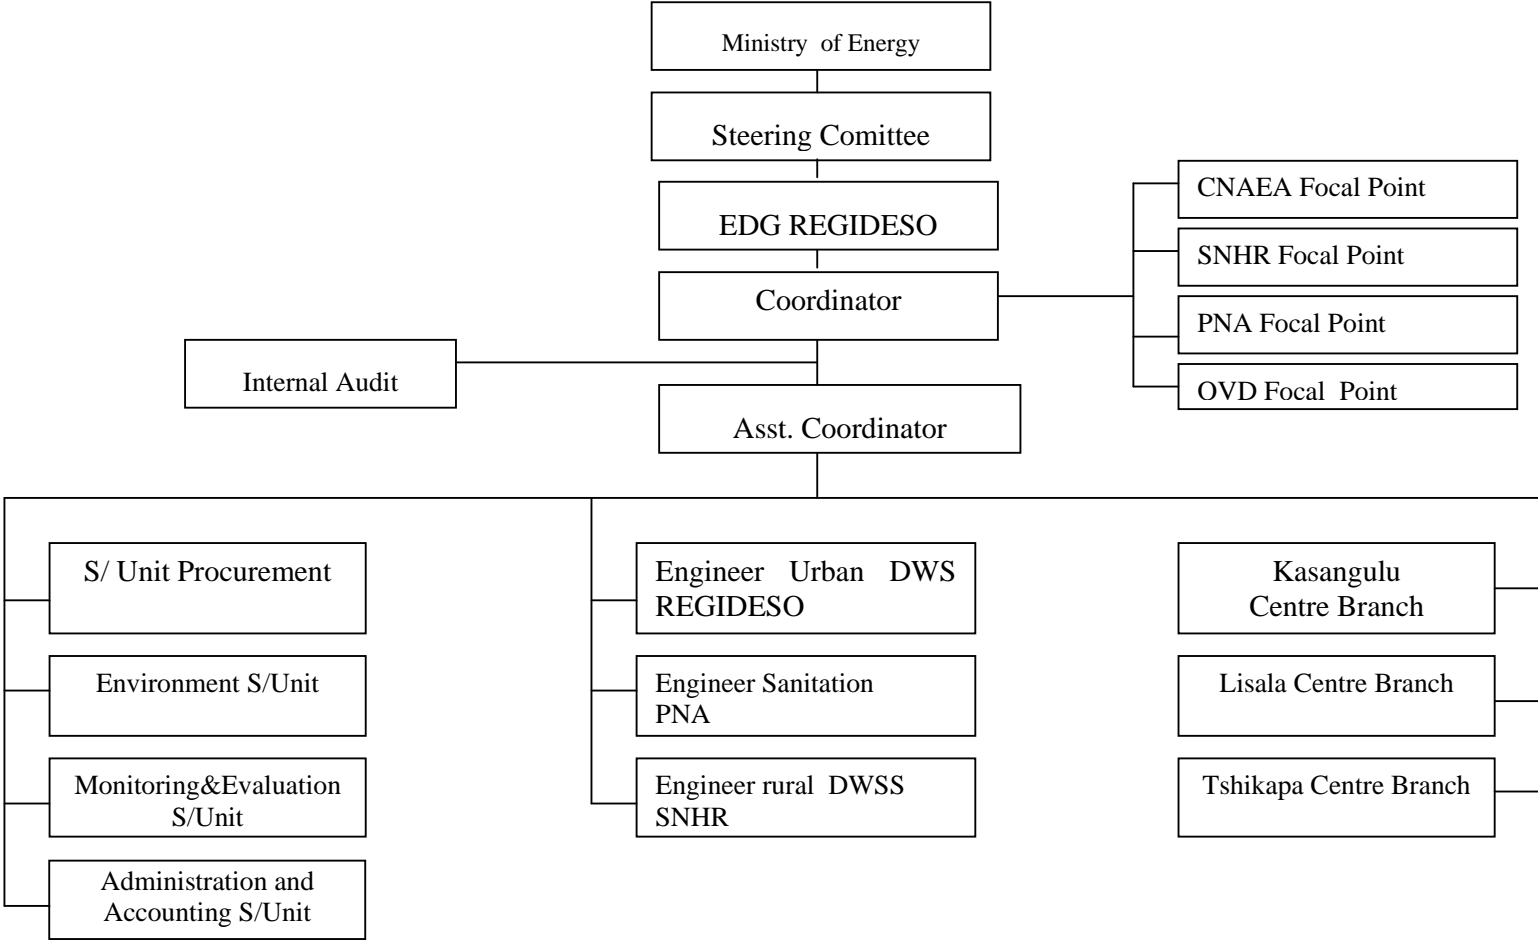 Ministry of Energy
Steering Comittee
EDG REGIDESO
Coordinator
CNAEA Focal Point
SNHR Focal Point
PNA Focal Point
OVD Focal Point
Internal Audit
Asst. Coordinator
S/ Unit Procurement
Environment S/Unit
Monitoring&Evaluation
S/Unit
Administration and
Accounting S/Unit
Engineer Urban DWS
REGIDESO
Engineer Sanitation
PNA
Engineer rural DWSS
SNHR
Kasangulu
Centre Branch
Lisala Centre Branch
Tshikapa Centre Branch